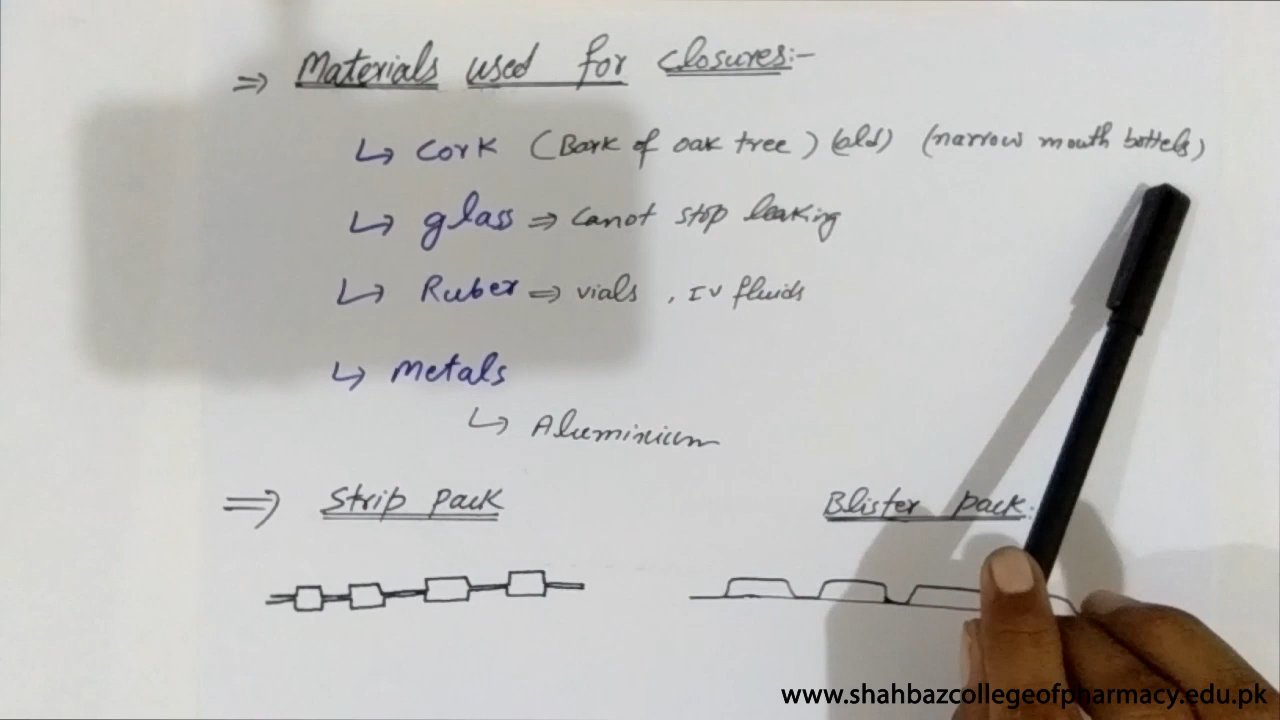 ⇒ Materials used for closures:-
↳ Cork (Bark of oak tree) (old) (narrow mouth bottels)
↳ glass ⇒ Canot stop leaking
↳ Ruber ⇒ vials , IV fluids
↳ Metals
↳ Aluminium
⇒ Strip Pack Blister pack:
www.shahbazcollegeofpharmacy.edu.pk